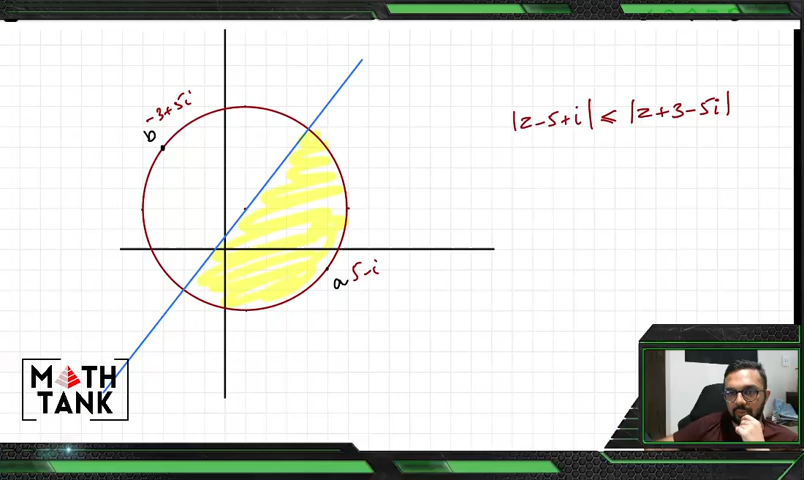 -3+5i
b
|z-5+i| ≤ |z+3-5i|
a 5-i
MATH
TANK